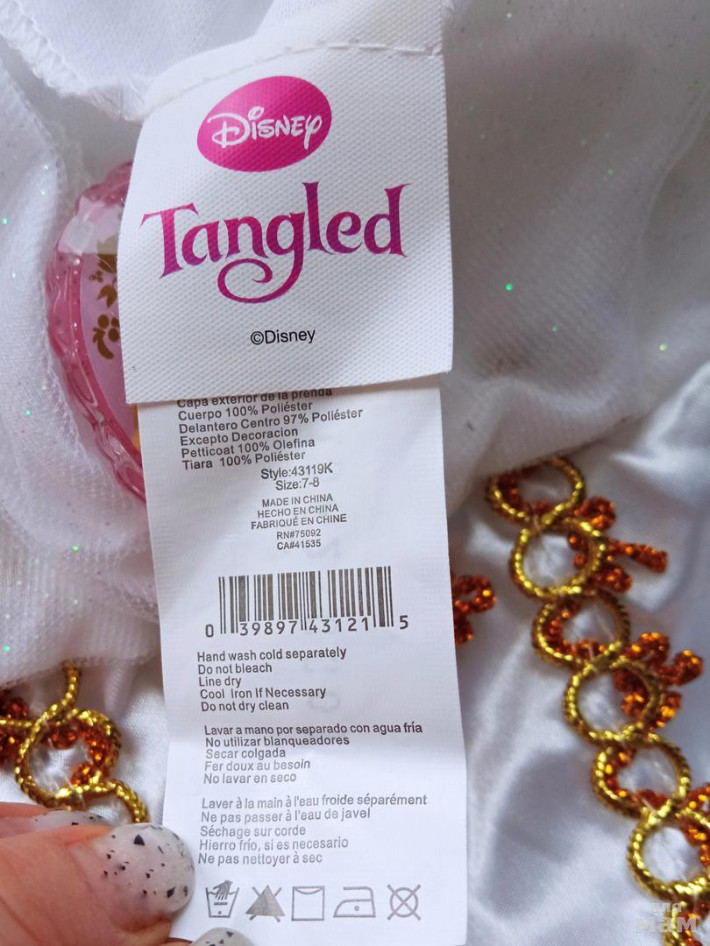 Disney
Tangled
©Disney
Capa exterior de la prenda
Cuerpo 100% Poliéster
Delantero Centro 97% Poliéster
Excepto Decoracion
Petticoat 100% Olefina
Tiara 100% Poliéster
Style:43119K
Size:7-8
MADE IN CHINA
HECHO EN CHINA
FABRIQUÉ EN CHINE
RN#75092
CA#41535
0 39897 43121 5
Hand wash cold separately
Do not bleach
Line dry
Cool Iron If Necessary
Do not dry clean
Lavar a mano por separado con agua fría
No utilizar blanqueadores
Secar colgada
Fer doux au besoin
No lavar en seco
Laver à la main à l'eau froide séparément
Ne pas passer à l'eau de javel
Séchage sur corde
Hierro frío, si es necesario
Ne pas nettoyer à sec